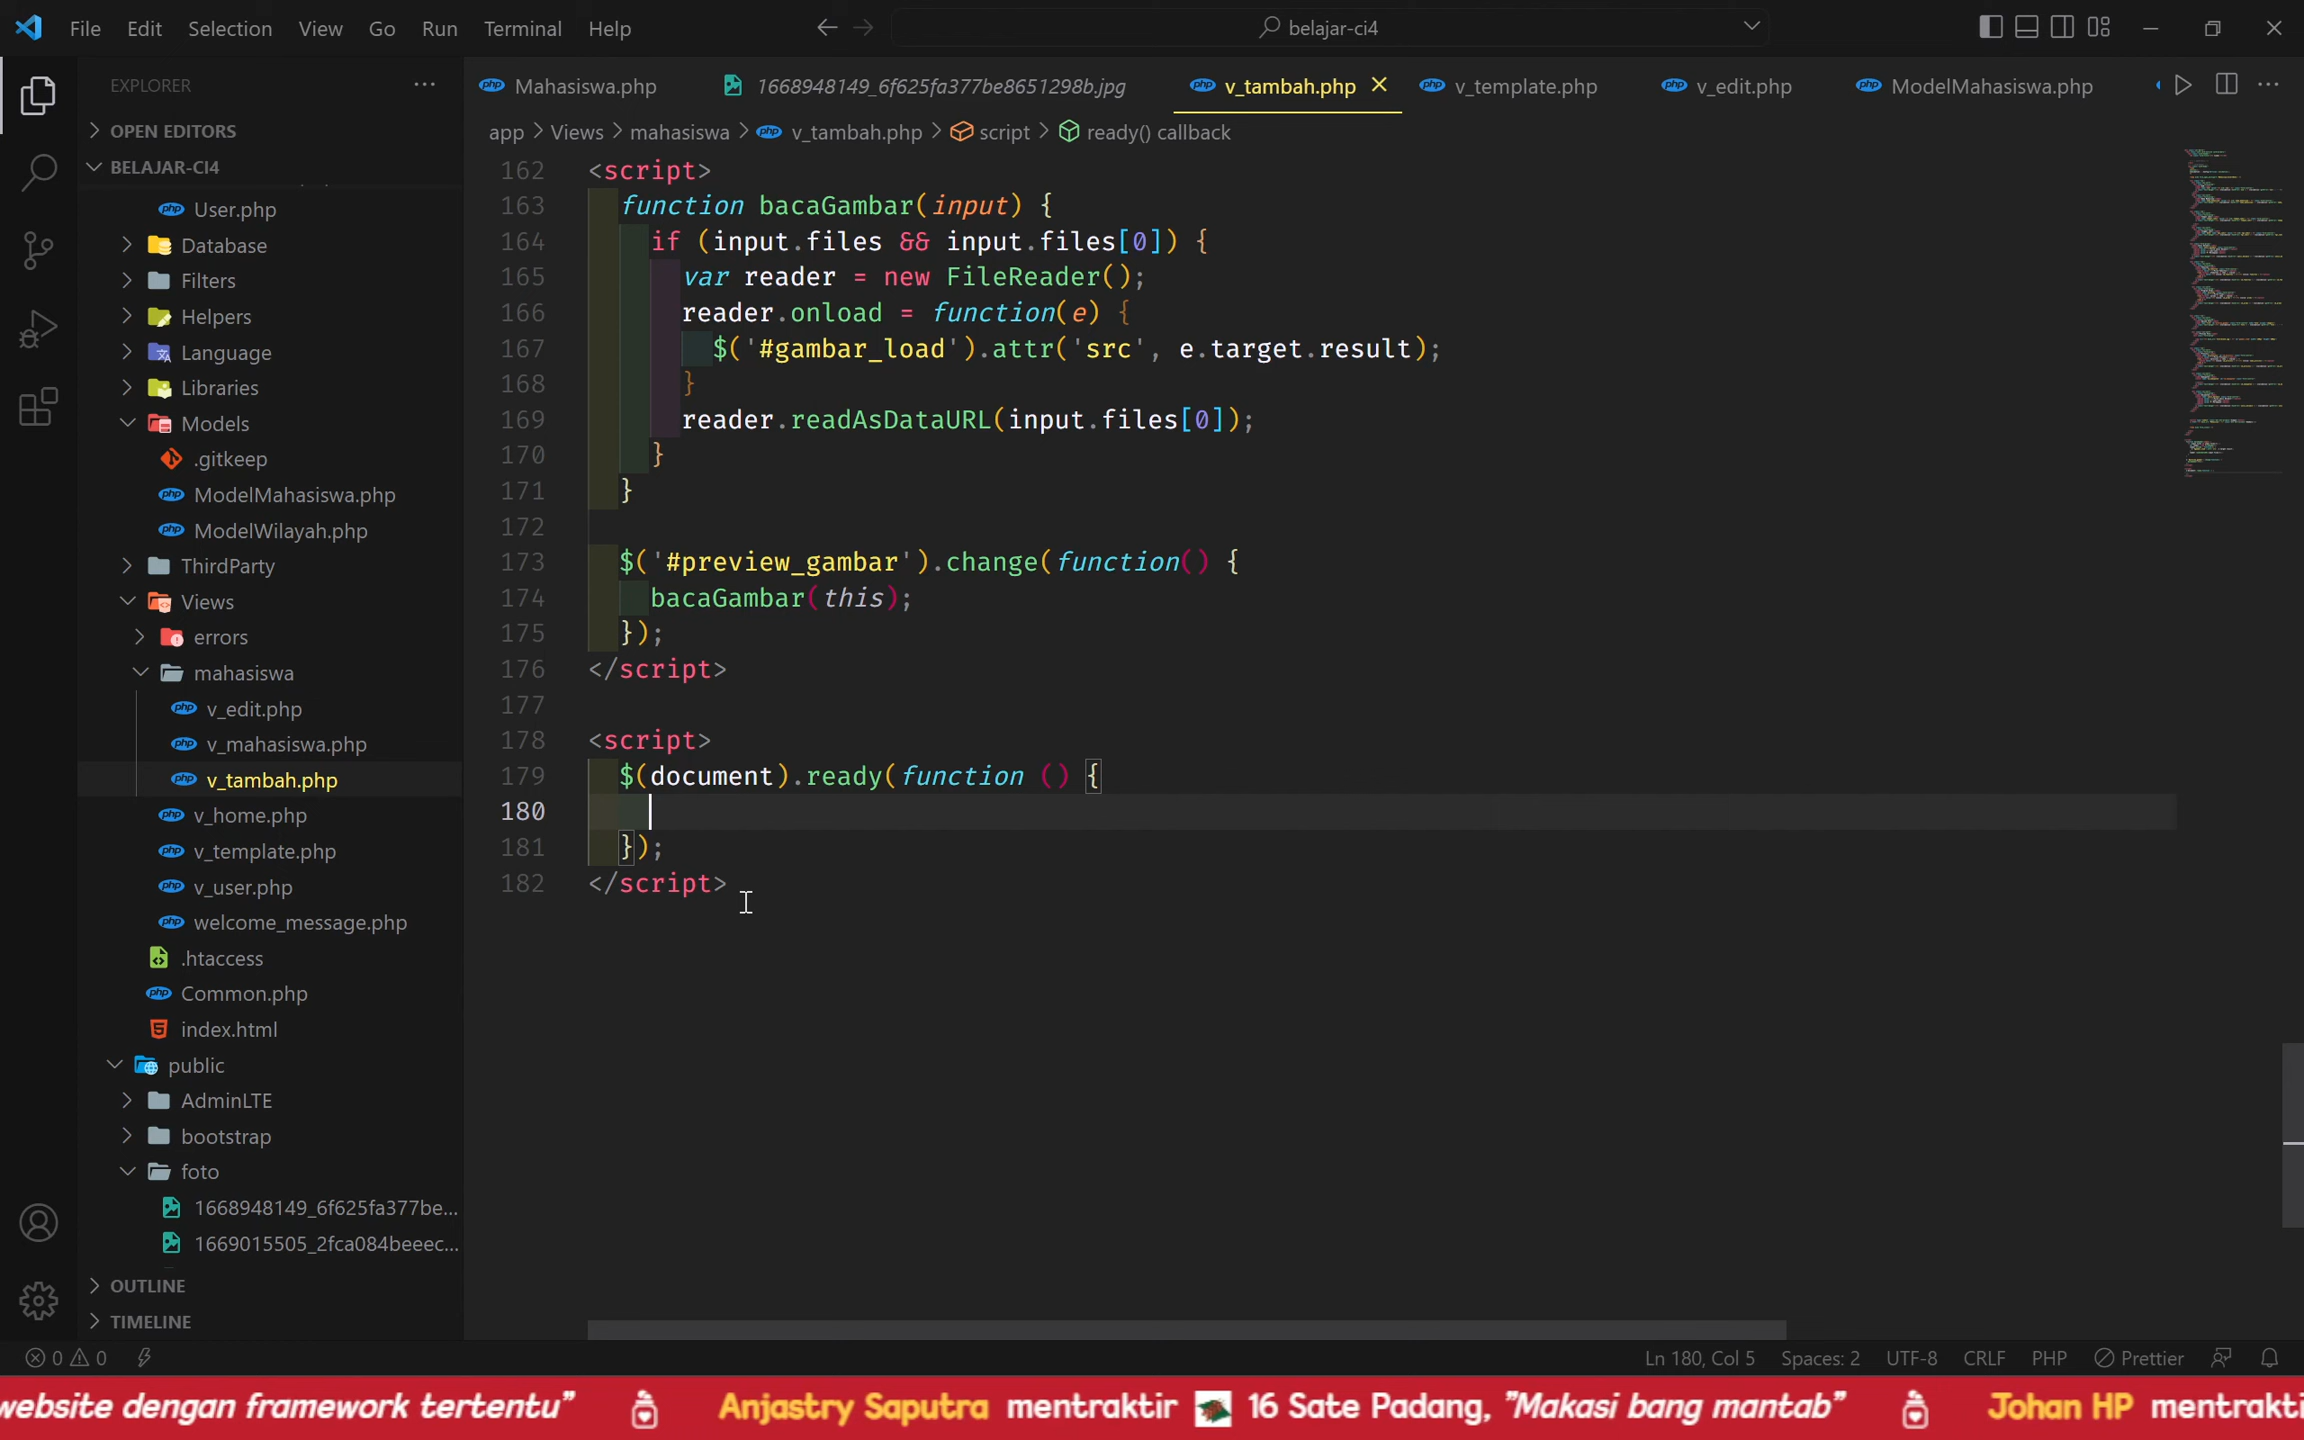 File Edit Selection View Go Run Terminal Help
belajar-ci4
EXPLORER
OPEN EDITORS
BELAJAR-CI4
User.php
Database
Filters
Helpers
Language
Libraries
Models
.gitkeep
ModelMahasiswa.php
ModelWilayah.php
ThirdParty
Views
errors
mahasiswa
v_edit.php
v_mahasiswa.php
v_tambah.php
v_home.php
v_template.php
v_user.php
welcome_message.php
.htaccess
Common.php
index.html
public
AdminLTE
bootstrap
foto
1668948149_6f625fa377be...
1669015505_2fca084beeec...
OUTLINE
TIMELINE
Mahasiswa.php 1668948149_6f625fa377be8651298b.jpg v_tambah.php v_template.php v_edit.php ModelMahasiswa.php
app > Views > mahasiswa > v_tambah.php > script > ready() callback
162 <script>
163 function bacaGambar(input) {
164 if (input.files && input.files[0]) {
165 var reader = new FileReader();
166 reader.onload = function(e) {
167 $('#gambar_load').attr('src', e.target.result);
168 }
169 reader.readAsDataURL(input.files[0]);
170 }
171 }
172
173 $('#preview_gambar').change(function() {
174 bacaGambar(this);
175 });
176 </script>
177
178 <script>
179 $(document).ready(function () {
180
181 });
182 </script>
0 0
Ln 180, Col 5 Spaces: 2 UTF-8 CRLF PHP Prettier
website dengan framework tertentu" Anjastry Saputra mentraktir 16 Sate Padang, "Makasi bang mantab" Johan HP mentrakti